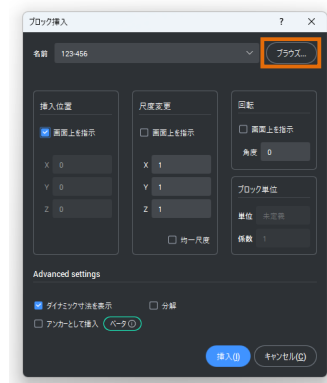 ブロック挿入 ? ×
名前 123-456 ブラウズ...
挿入位置 尺度変更 回転
画面上を指示 画面上を指示 画面上を指示
角度 0
X 0 X 1
Y 0 Y 1 ブロック単位
Z 0 Z 1 単位 未定義
均一尺度 係数 1
Advanced settings
ダイナミック寸法を表示 分解
アンカーとして挿入 ベータ
挿入(I) キャンセル(C)